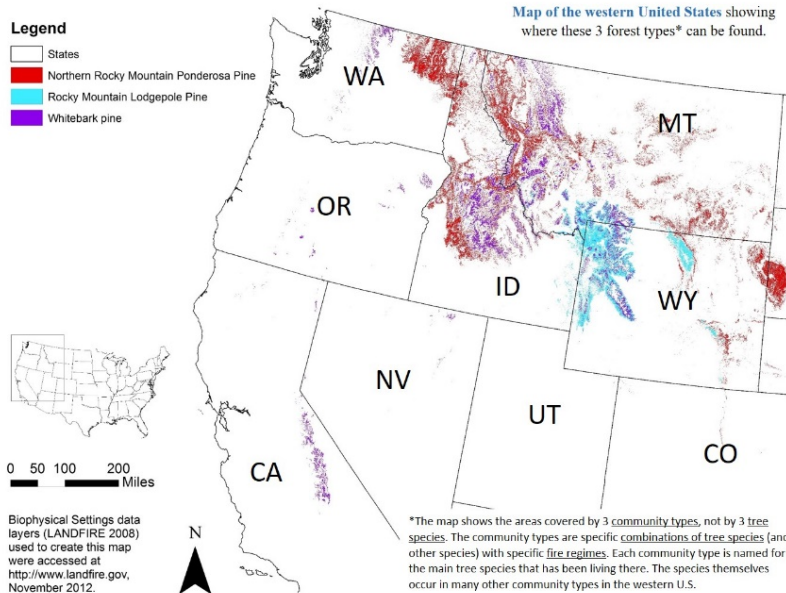 Map of the western United States showing
where these 3 forest types* can be found.
Legend
States
Northern Rocky Mountain Ponderosa Pine
Rocky Mountain Lodgepole Pine
Whitebark pine
WA
MT
OR
ID
WY
NV
UT
CA
CO
0 50 100 200
Miles
N
Biophysical Settings data
layers (LANDFIRE 2008)
used to create this map
were accessed at
http://www.landfire.gov,
November 2012.
*The map shows the areas covered by 3 community types, not by 3 tree
species. The community types are specific combinations of tree species (and
other species) with specific fire regimes. Each community type is named for
the main tree species that has been living there. The species themselves
occur in many other community types in the western U.S.